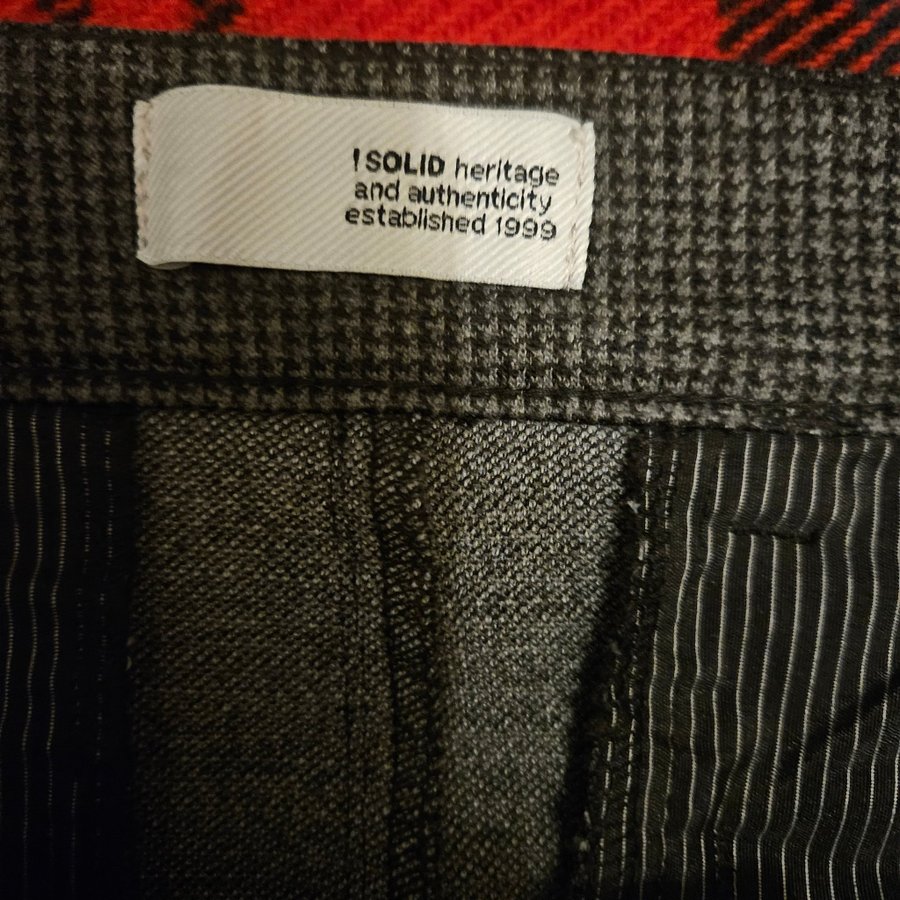 !SOLID heritage
and authenticity
established 1999